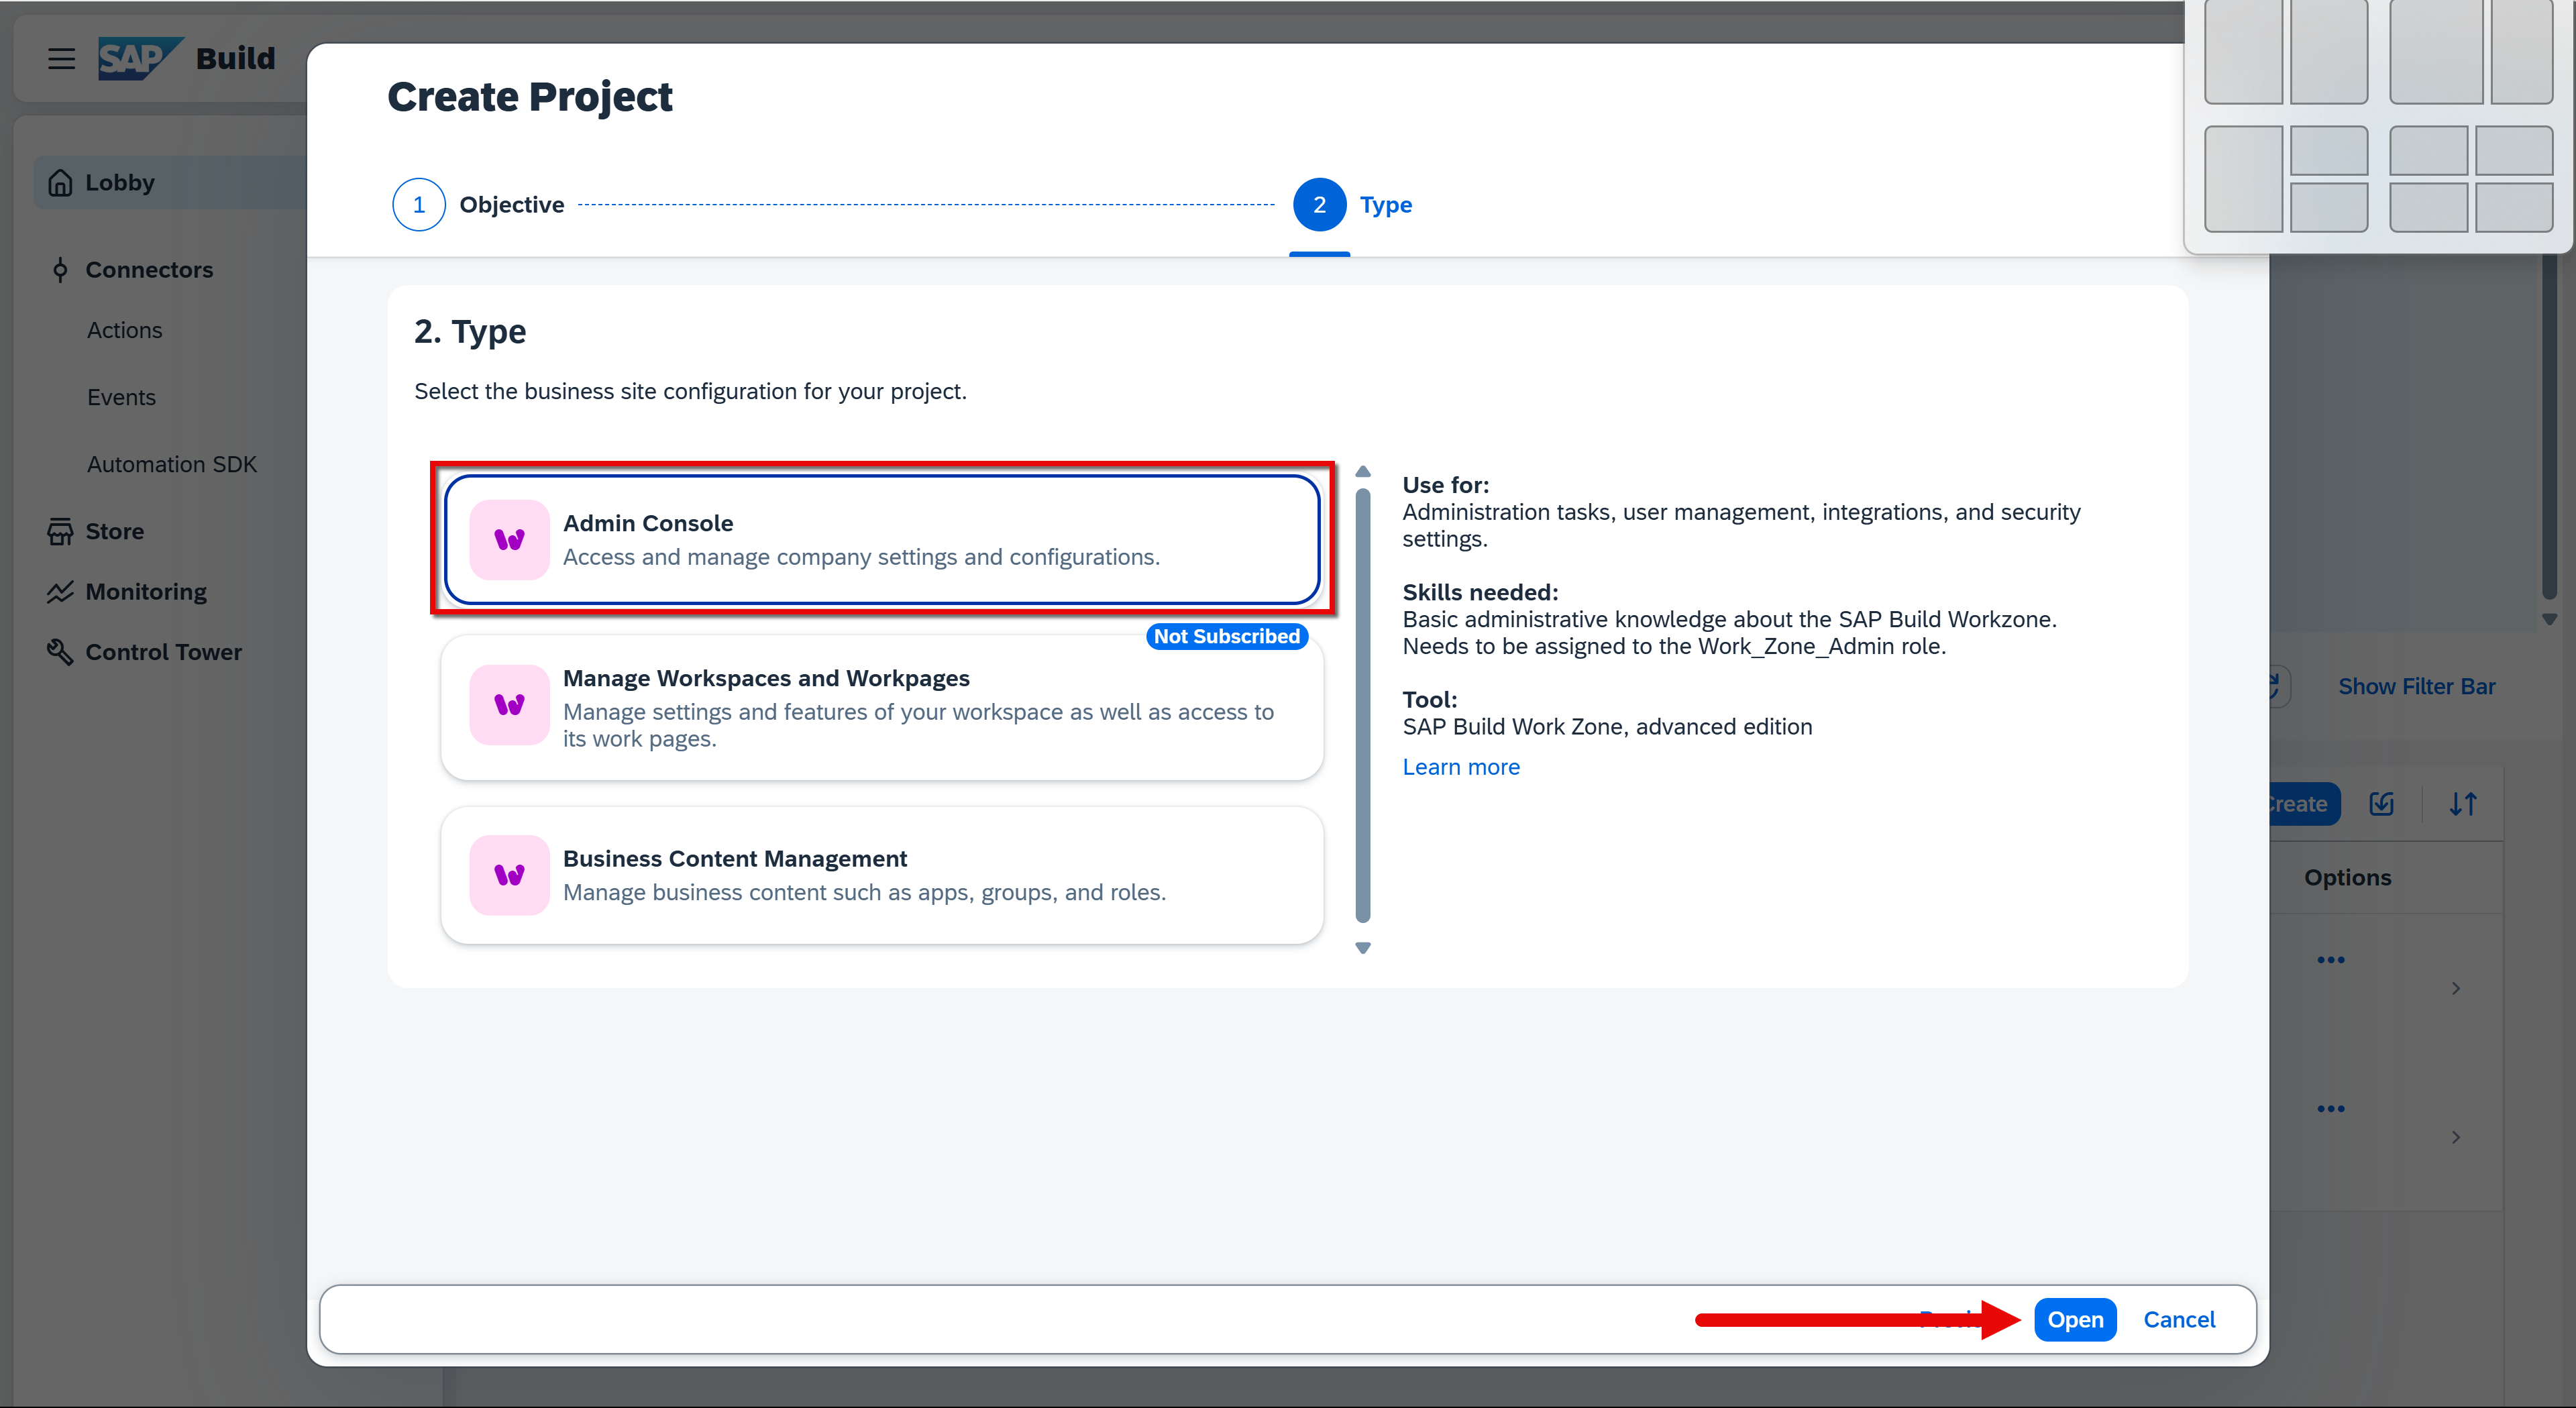 SAP Build
Lobby
Connectors
Actions
Events
Automation SDK
Store
Monitoring
Control Tower
Create Project
1 Objective
2 Type
2. Type
Select the business site configuration for your project.
Admin Console
Access and manage company settings and configurations.
Not Subscribed
Manage Workspaces and Workpages
Manage settings and features of your workspace as well as access to
its work pages.
Business Content Management
Manage business content such as apps, groups, and roles.
Use for:
Administration tasks, user management, integrations, and security
settings.
Skills needed:
Basic administrative knowledge about the SAP Build Workzone.
Needs to be assigned to the Work_Zone_Admin role.
Tool:
SAP Build Work Zone, advanced edition
Learn more
Show Filter Bar
Create
Options
Open
Cancel